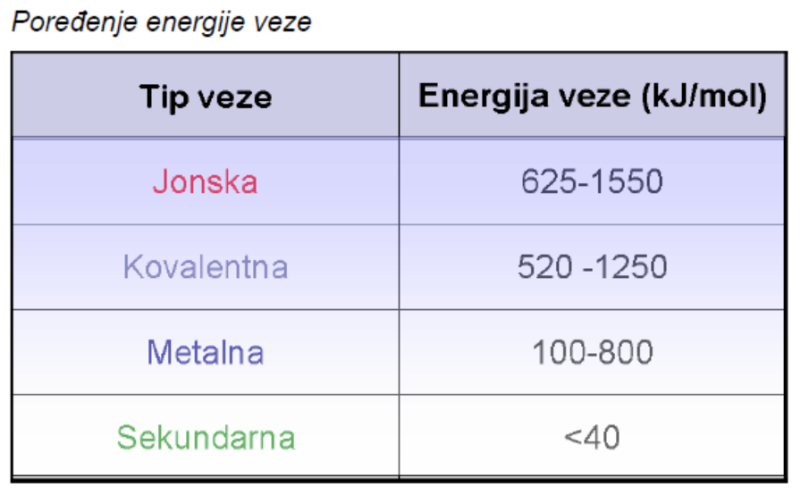 Poređenje energije veze
Tip veze Energija veze (kJ/mol)
Jonska 625-1550
Kovalentna 520 -1250
Metalna 100-800
Sekundarna <40